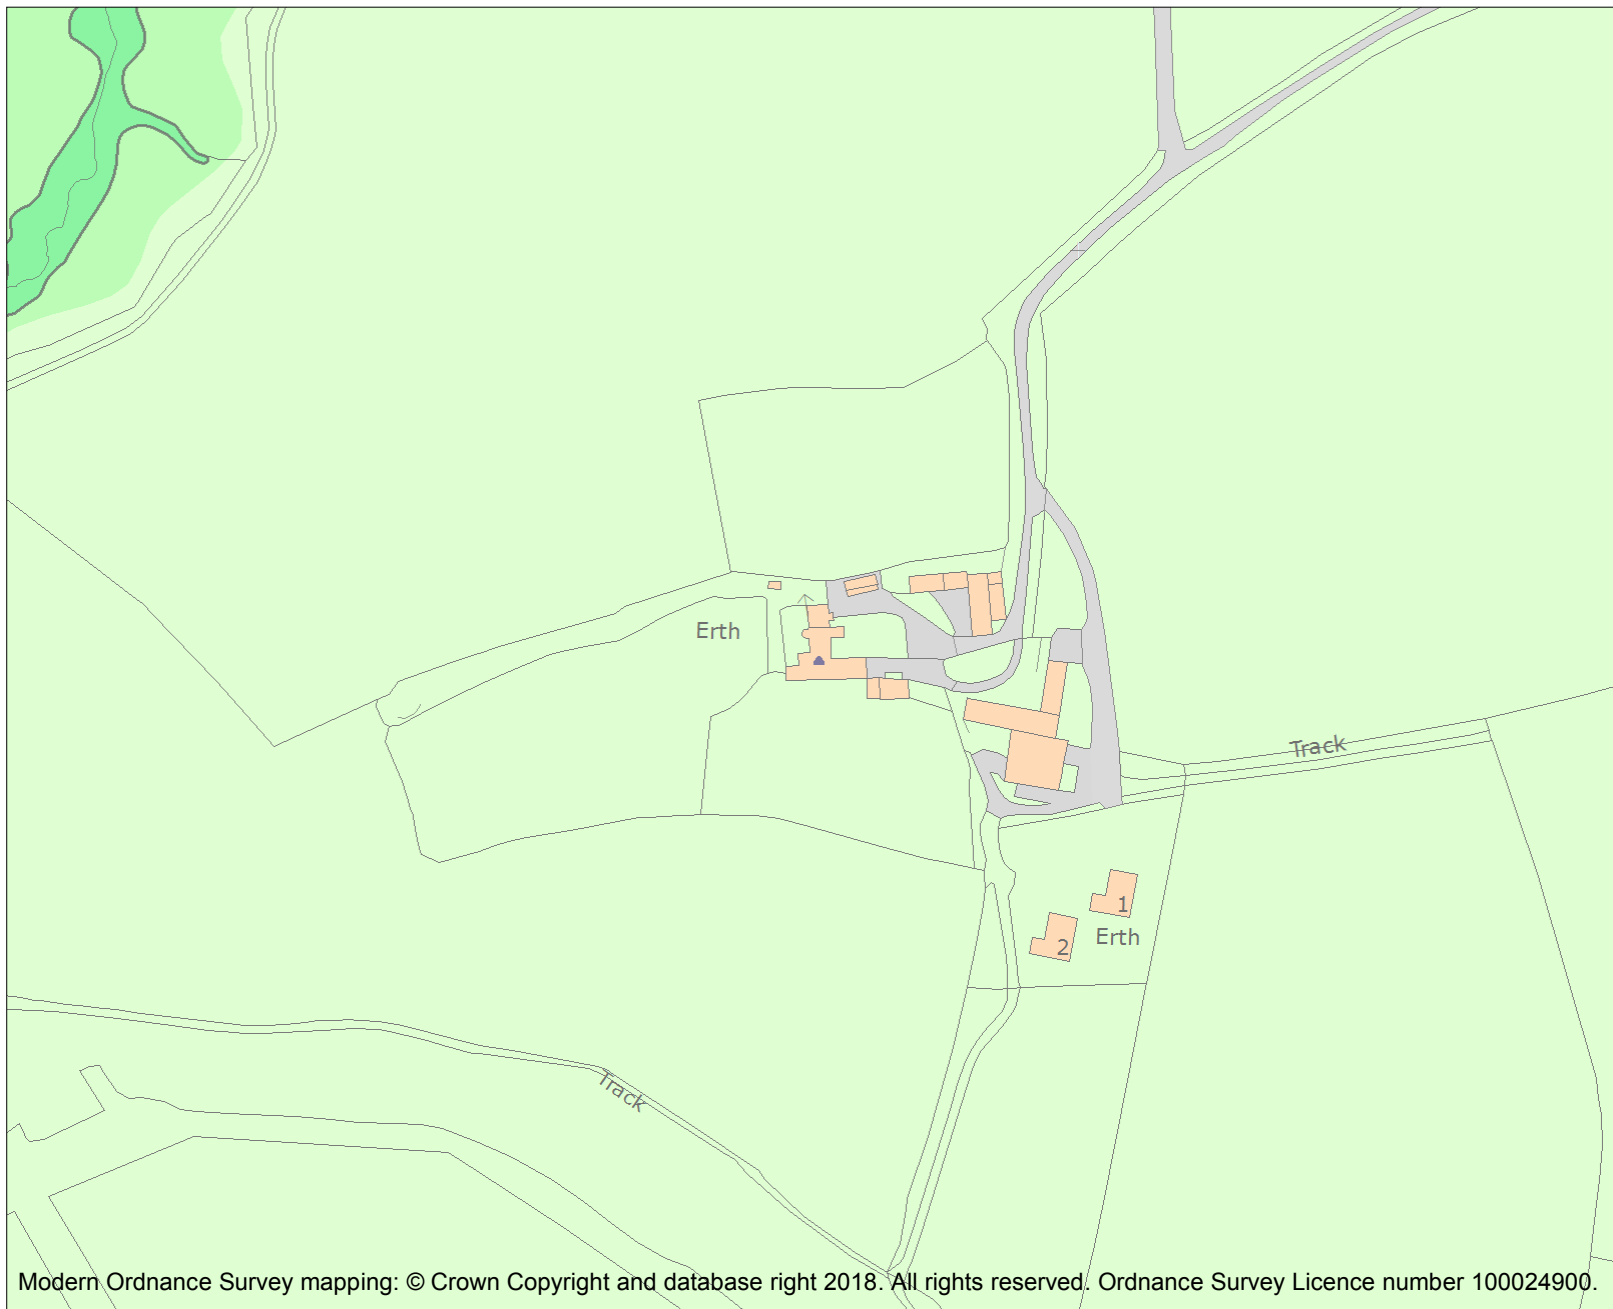 Erth
Track
1
Erth
2
Track
Modern Ordnance Survey mapping: © Crown Copyright and database right 2018. All rights reserved. Ordnance Survey Licence number 100024900.